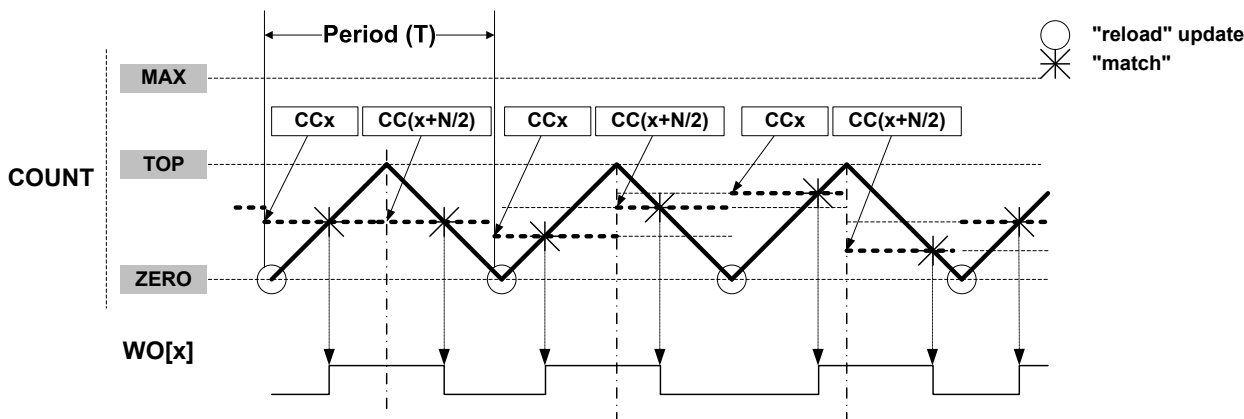 Period (T)
"reload" update
"match"
MAX
CCx
CC(x+N/2)
CCx
CC(x+N/2)
CCx
CC(x+N/2)
TOP
COUNT
ZERO
WO[x]